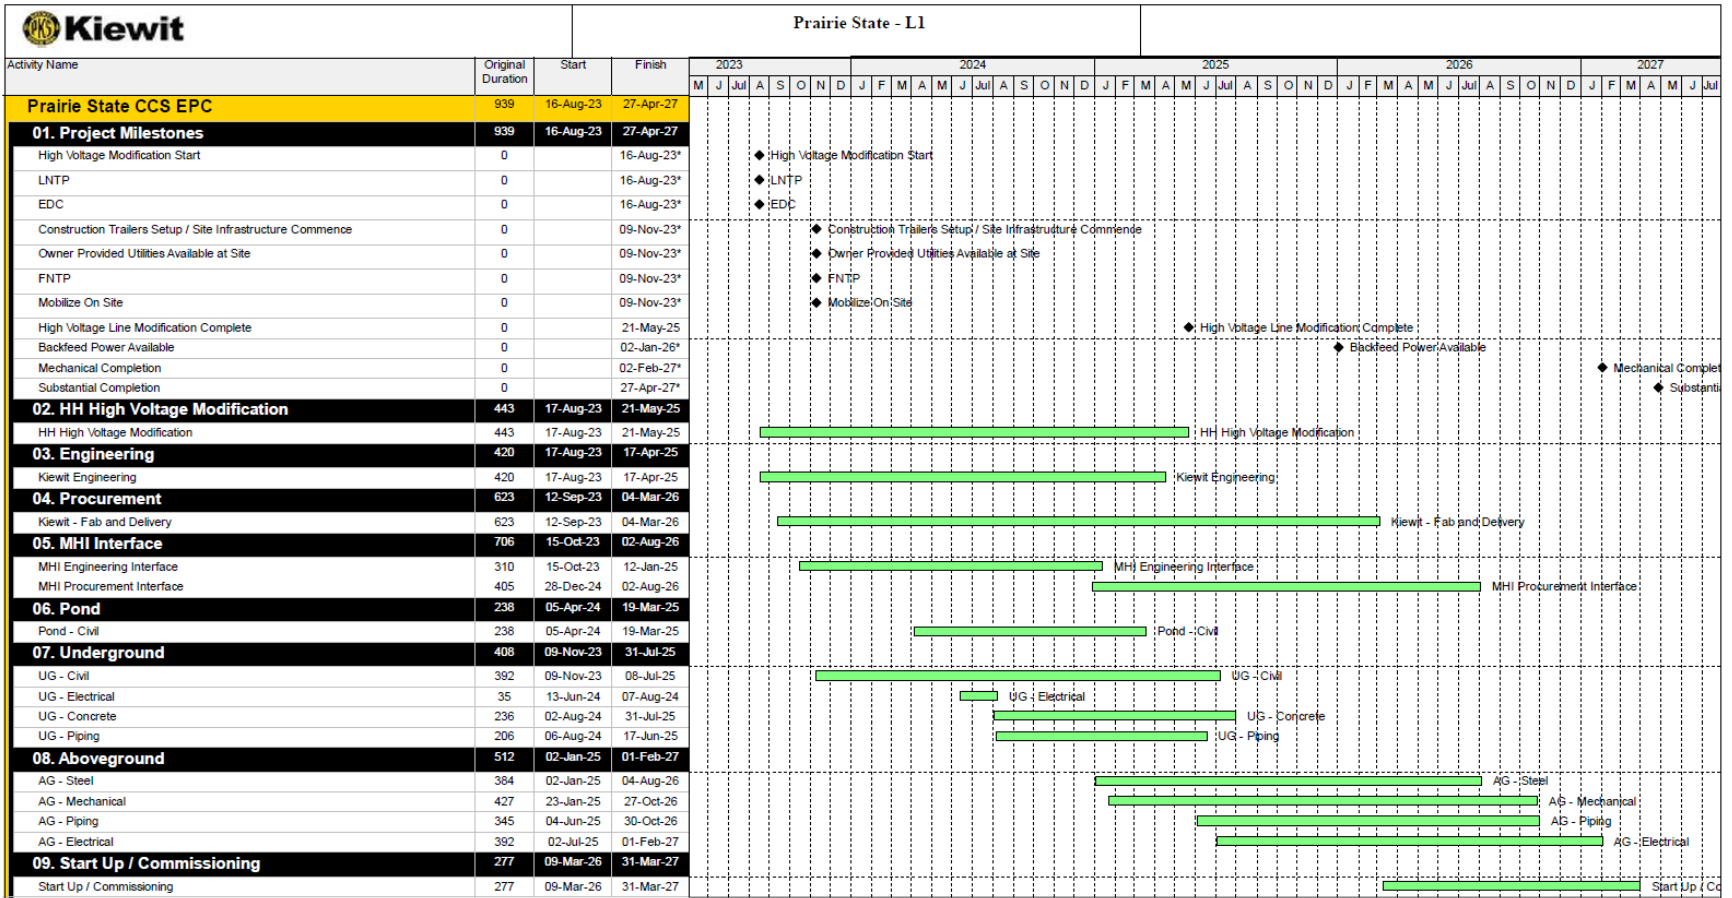 PKS Kiewit
Prairie State - L1
Activity Name Original Duration Start Finish 2023 2024 2025 2026 2027
M J Jul A S O N D J F M A M J Jul A S O N D J F M A M J Jul A S O N D J F M A M J Jul A S O N D J F M A M J Jul
Prairie State CCS EPC 939 16-Aug-23 27-Apr-27
01. Project Milestones 939 16-Aug-23 27-Apr-27
High Voltage Modification Start 0 16-Aug-23* High Voltage Modification Start
LNTP 0 16-Aug-23* LNTP
EDC 0 16-Aug-23* EDC
Construction Trailers Setup / Site Infrastructure Commence 0 09-Nov-23* Construction Trailers Setup / Site Infrastructure Commence
Owner Provided Utilities Available at Site 0 09-Nov-23* Owner Provided Utilities Available at Site
FNTP 0 09-Nov-23* FNTP
Mobilize On Site 0 09-Nov-23* Mobilize On Site
High Voltage Line Modification Complete 0 21-May-25 High Voltage Line Modification Complete
Backfeed Power Available 0 02-Jan-26* Backfeed Power Available
Mechanical Completion 0 02-Feb-27* Mechanical Complet
Substantial Completion 0 27-Apr-27* Substanti
02. HH High Voltage Modification 443 17-Aug-23 21-May-25
HH High Voltage Modification 443 17-Aug-23 21-May-25 HH High Voltage Modification
03. Engineering 420 17-Aug-23 17-Apr-25
Kiewit Engineering 420 17-Aug-23 17-Apr-25 Kiewit Engineering
04. Procurement 623 12-Sep-23 04-Mar-26
Kiewit - Fab and Delivery 623 12-Sep-23 04-Mar-26 Kiewit - Fab and Delivery
05. MHI Interface 706 15-Oct-23 02-Aug-26
MHI Engineering Interface 310 15-Oct-23 12-Jan-25 MHI Engineering Interface
MHI Procurement Interface 405 28-Dec-24 02-Aug-26 MHI Procurement Interface
06. Pond 238 05-Apr-24 19-Mar-25
Pond - Civil 238 05-Apr-24 19-Mar-25 Pond - Civil
07. Underground 408 09-Nov-23 31-Jul-25
UG - Civil 392 09-Nov-23 08-Jul-25 UG - Civil
UG - Electrical 35 13-Jun-24 07-Aug-24 UG - Electrical
UG - Concrete 236 02-Aug-24 31-Jul-25 UG - Concrete
UG - Piping 206 06-Aug-24 17-Jun-25 UG - Piping
08. Aboveground 512 02-Jan-25 01-Feb-27
AG - Steel 384 02-Jan-25 04-Aug-26 AG - Steel
AG - Mechanical 427 23-Jan-25 27-Oct-26 AG - Mechanical
AG - Piping 345 04-Jun-25 30-Oct-26 AG - Piping
AG - Electrical 392 02-Jul-25 01-Feb-27 AG - Electrical
09. Start Up / Commissioning 277 09-Mar-26 31-Mar-27
Start Up / Commissioning 277 09-Mar-26 31-Mar-27 Start Up / Co